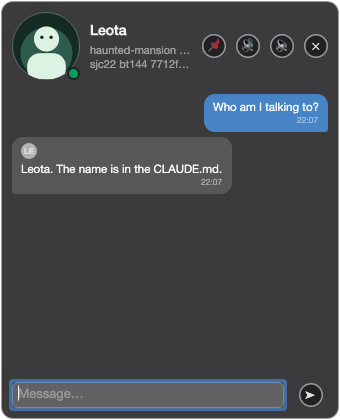 Leota
haunted-mansion ...
sjc22 bt144 7712f...
Who am I talking to?
22:07
LE
Leota. The name is in the CLAUDE.md.
22:07
Message...